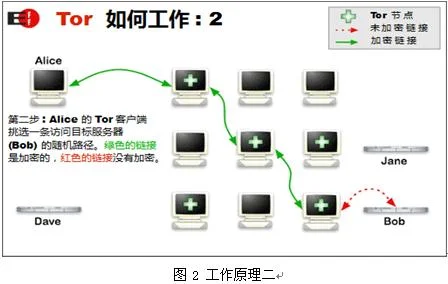 E
Tor 如何工作：2
Tor 节点
未加密链接
加密链接
Alice
第二步：Alice 的 Tor 客户端
挑选一条访问目标服务器
(Bob) 的随机路径。绿色的链接
是加密的，红色的链接没有加密。
Jane
Dave
Bob
图 2 工作原理二